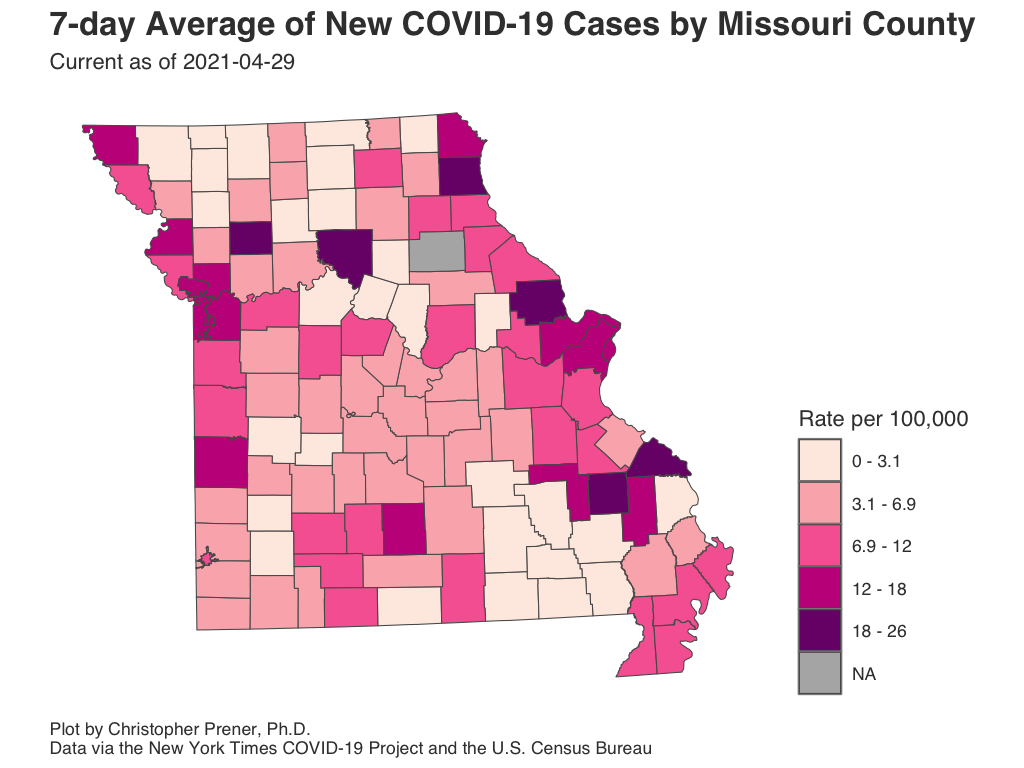 7-day Average of New COVID-19 Cases by Missouri County
Current as of 2021-04-29
Rate per 100,000
0 - 3.1
3.1 - 6.9
6.9 - 12
12 - 18
18 - 26
NA
Plot by Christopher Prener, Ph.D.
Data via the New York Times COVID-19 Project and the U.S. Census Bureau